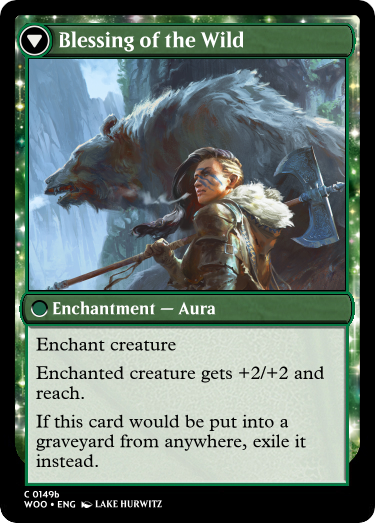 Blessing of the Wild
Enchantment — Aura
Enchant creature
Enchanted creature gets +2/+2 and
reach.
If this card would be put into a
graveyard from anywhere, exile it
instead.
C 0149b
WOO • ENG LAKE HURWITZ